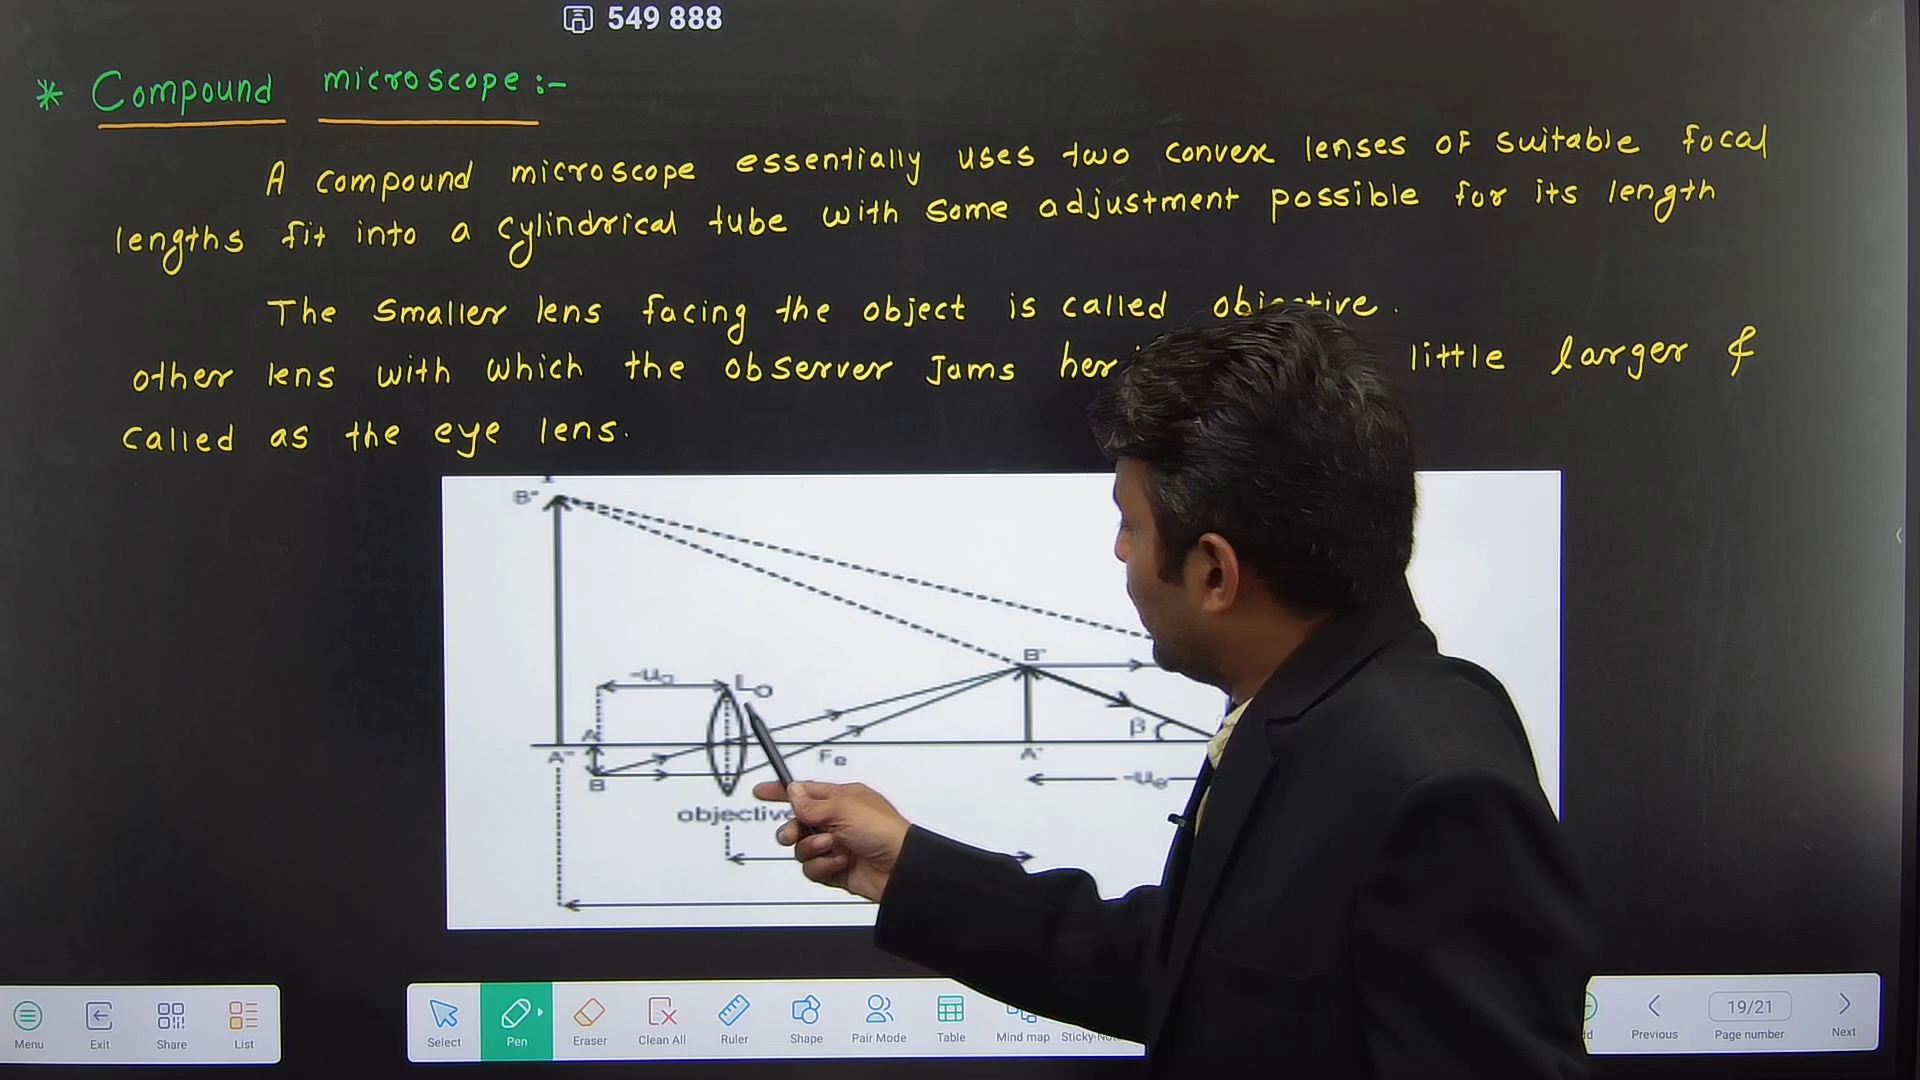 549 888
* Compound microscope :-
A compound microscope essentially uses two convex lenses of suitable focal
lengths fit into a cylindrical tube with some adjustment possible for its length
The smaller lens facing the object is called objective.
other lens with which the observer Jams her little larger &
called as the eye lens.
B"
-uo
Lo
B'
A
A"
B
Fe
A'
β
-ue
objective
Menu
Exit
Share
List
Select
Pen
Eraser
Clean All
Ruler
Shape
Pair Mode
Table
Mind map
Previous
19/21
Page number
Next